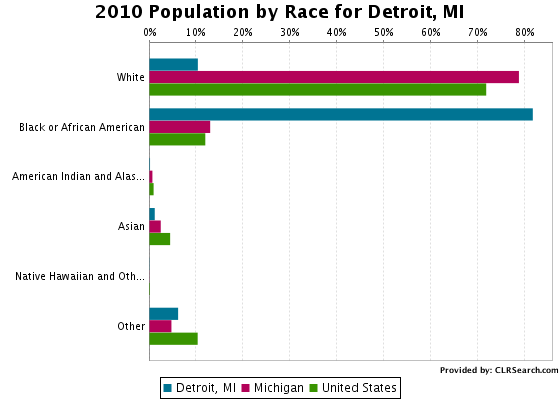 2010 Population by Race for Detroit, MI
0% 10% 20% 30% 40% 50% 60% 70% 80%
White
Black or African American
American Indian and Alas...
Asian
Native Hawaiian and Oth...
Other
Provided by: CLRSearch.com
Detroit, MI Michigan United States